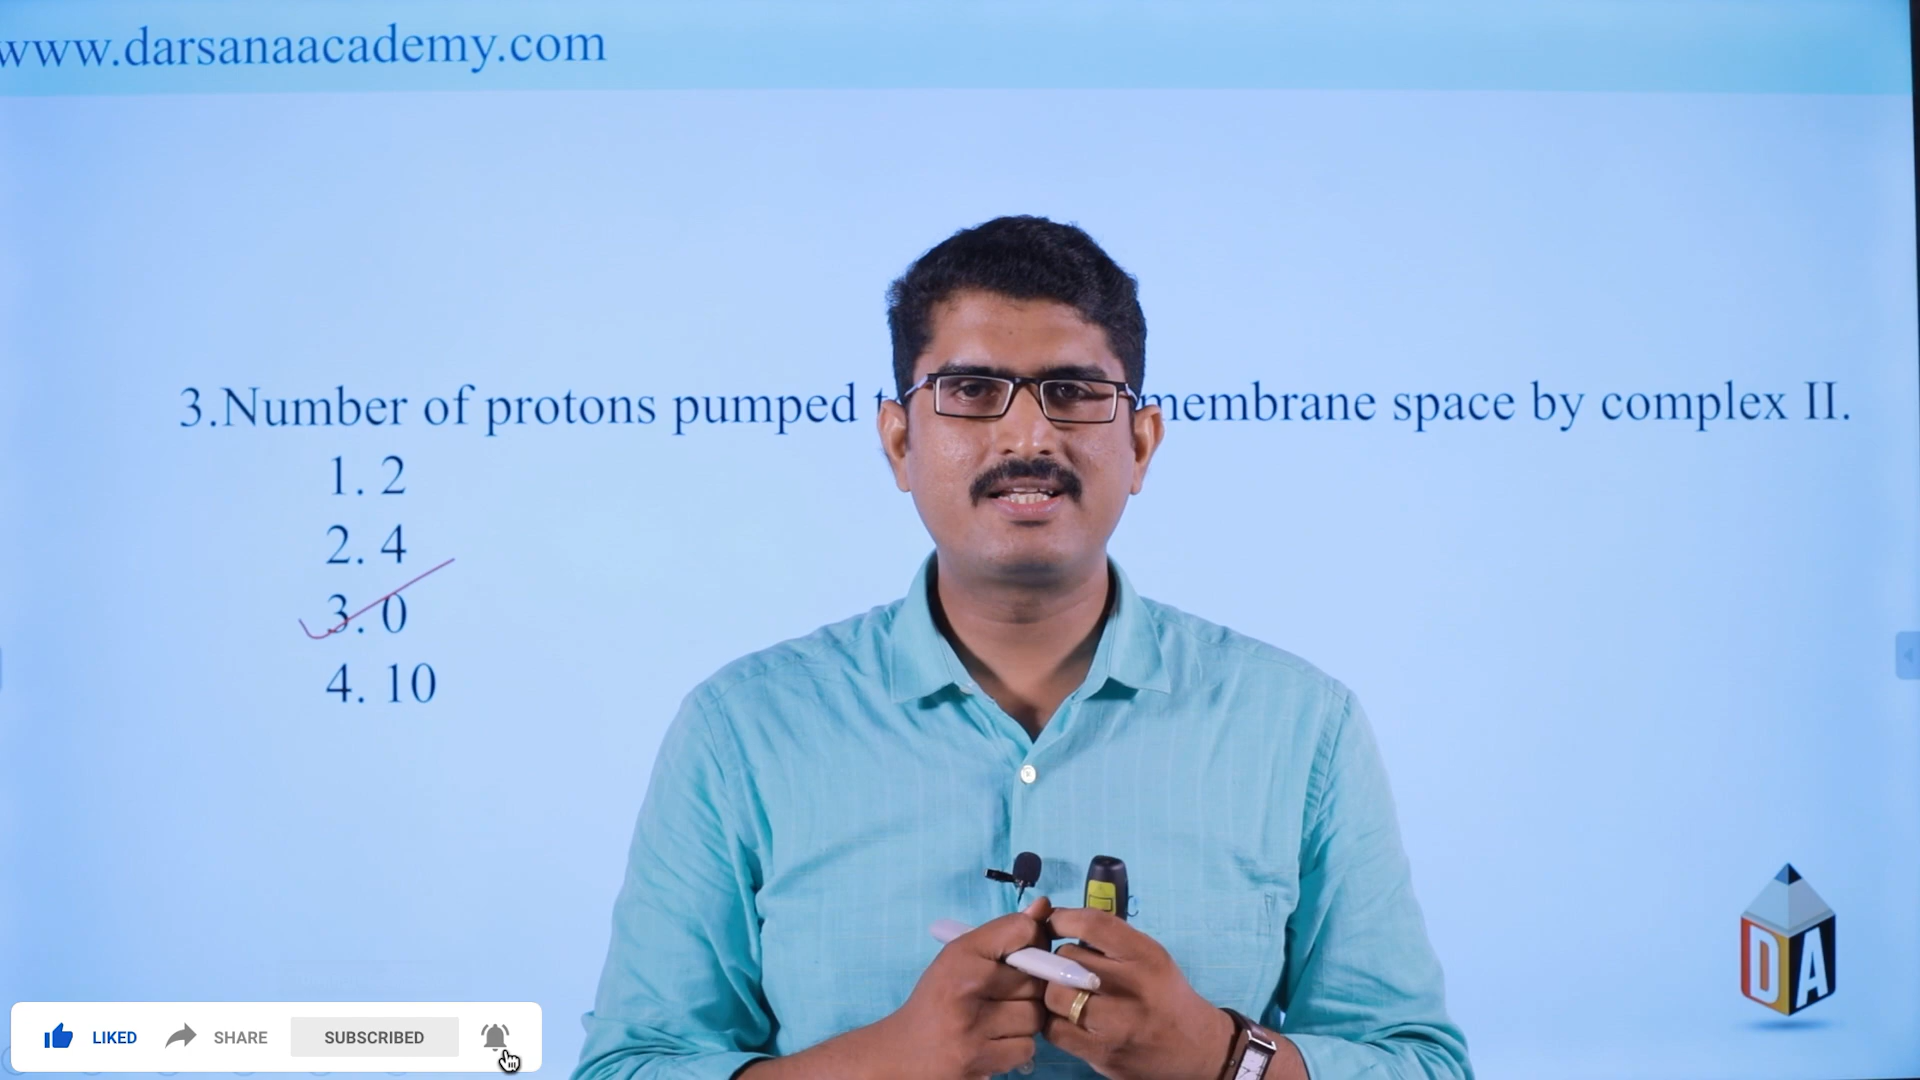 www.darsanaacademy.com
3.Number of protons pumped membrane space by complex II.
1. 2
2. 4
3. 0
4. 10
DA
LIKED SHARE SUBSCRIBED